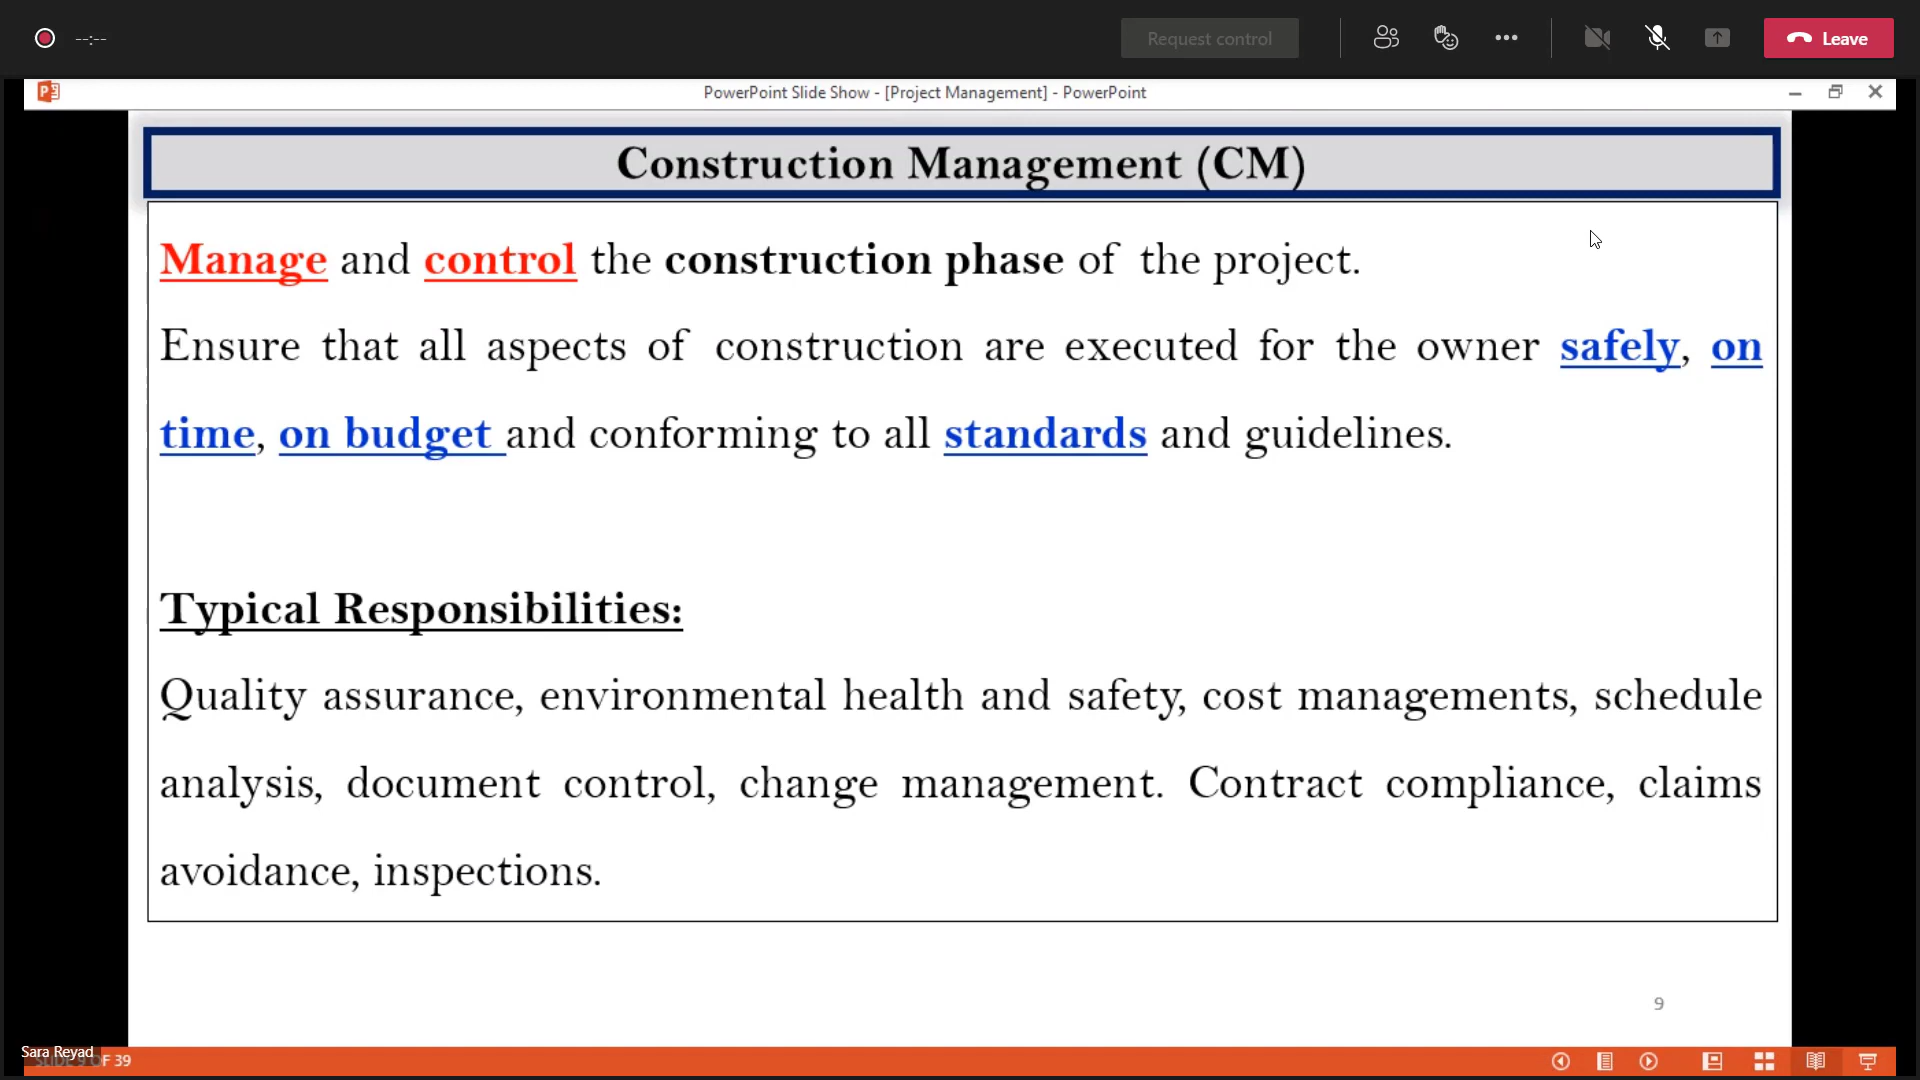 --:--
Request control
Leave
PowerPoint Slide Show - [Project Management] - PowerPoint
Construction Management (CM)
Manage and control the construction phase of the project.
Ensure that all aspects of construction are executed for the owner safely, on
time, on budget and conforming to all standards and guidelines.
Typical Responsibilities:
Quality assurance, environmental health and safety, cost managements, schedule
analysis, document control, change management. Contract compliance, claims
avoidance, inspections.
9
Sara Reyad
SLIDE 9 OF 39